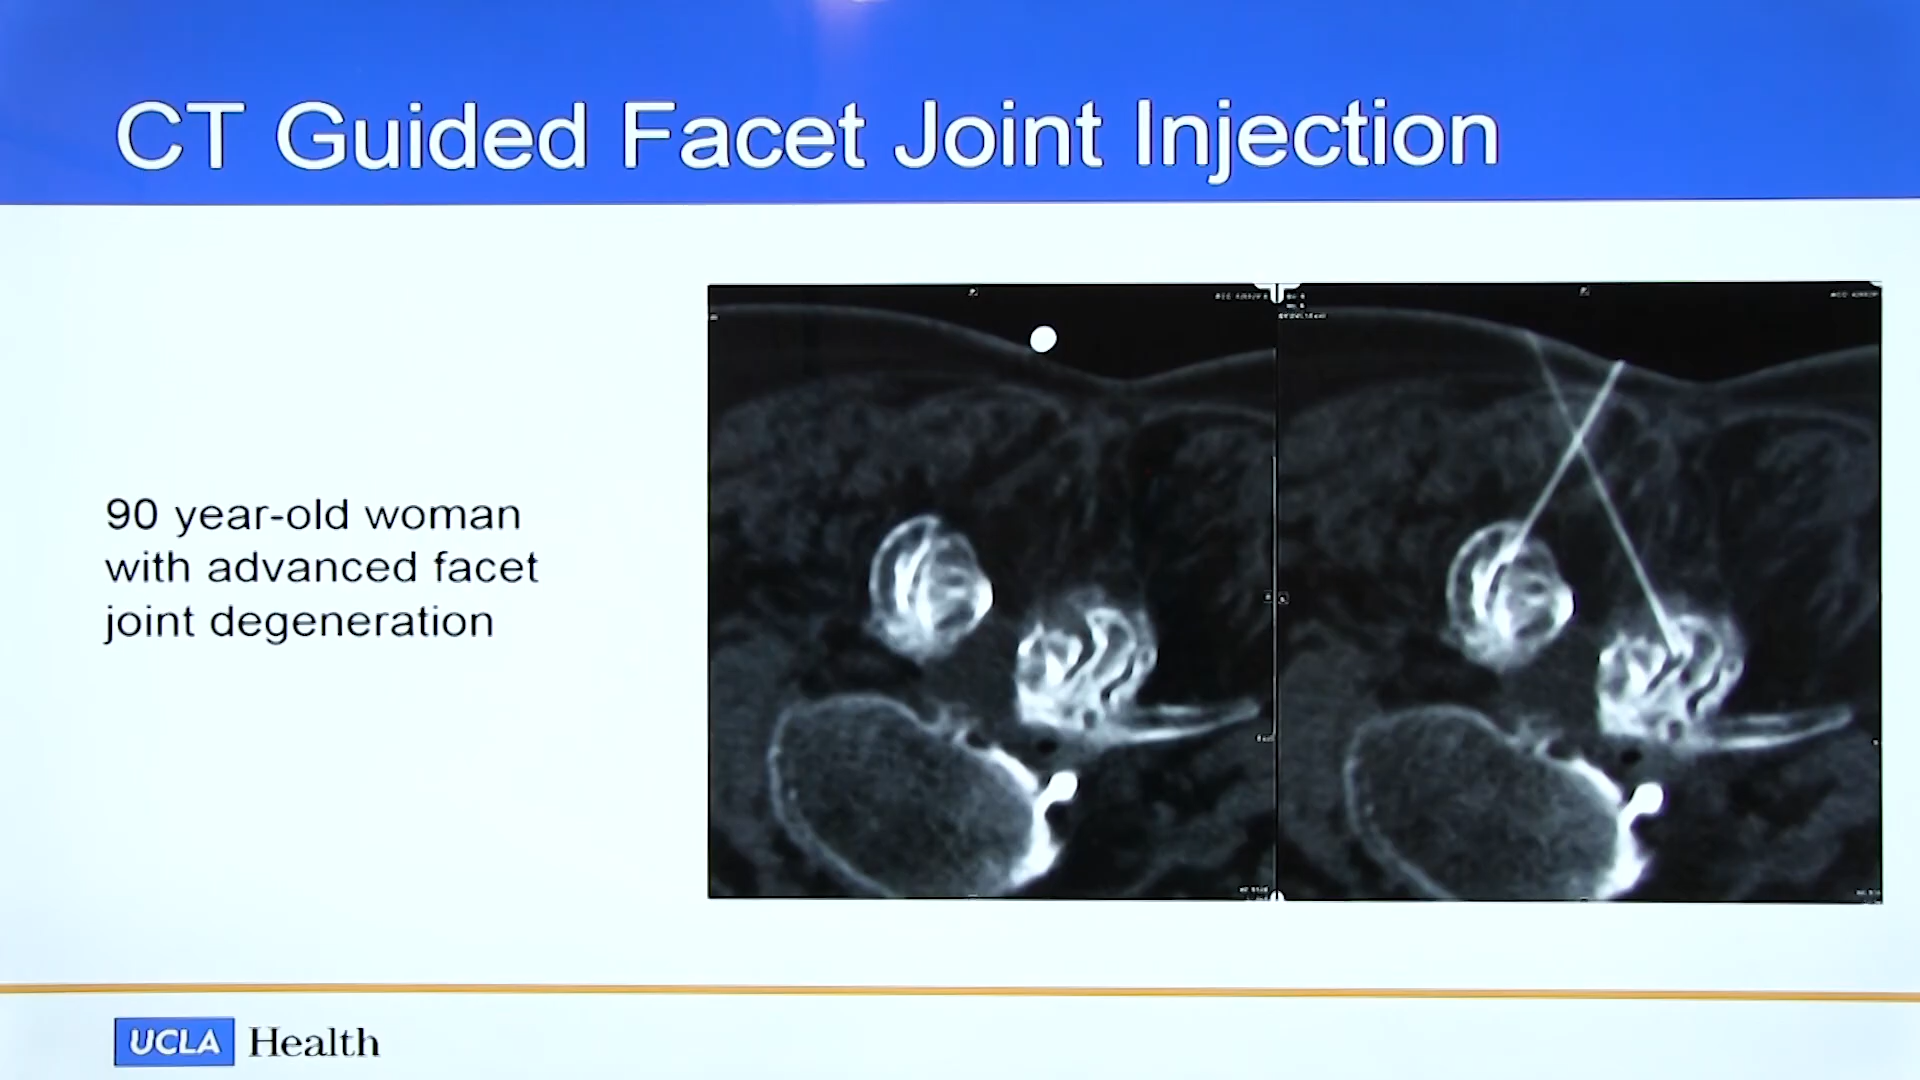 CT Guided Facet Joint Injection
90 year-old woman
with advanced facet
joint degeneration
UCLA Health